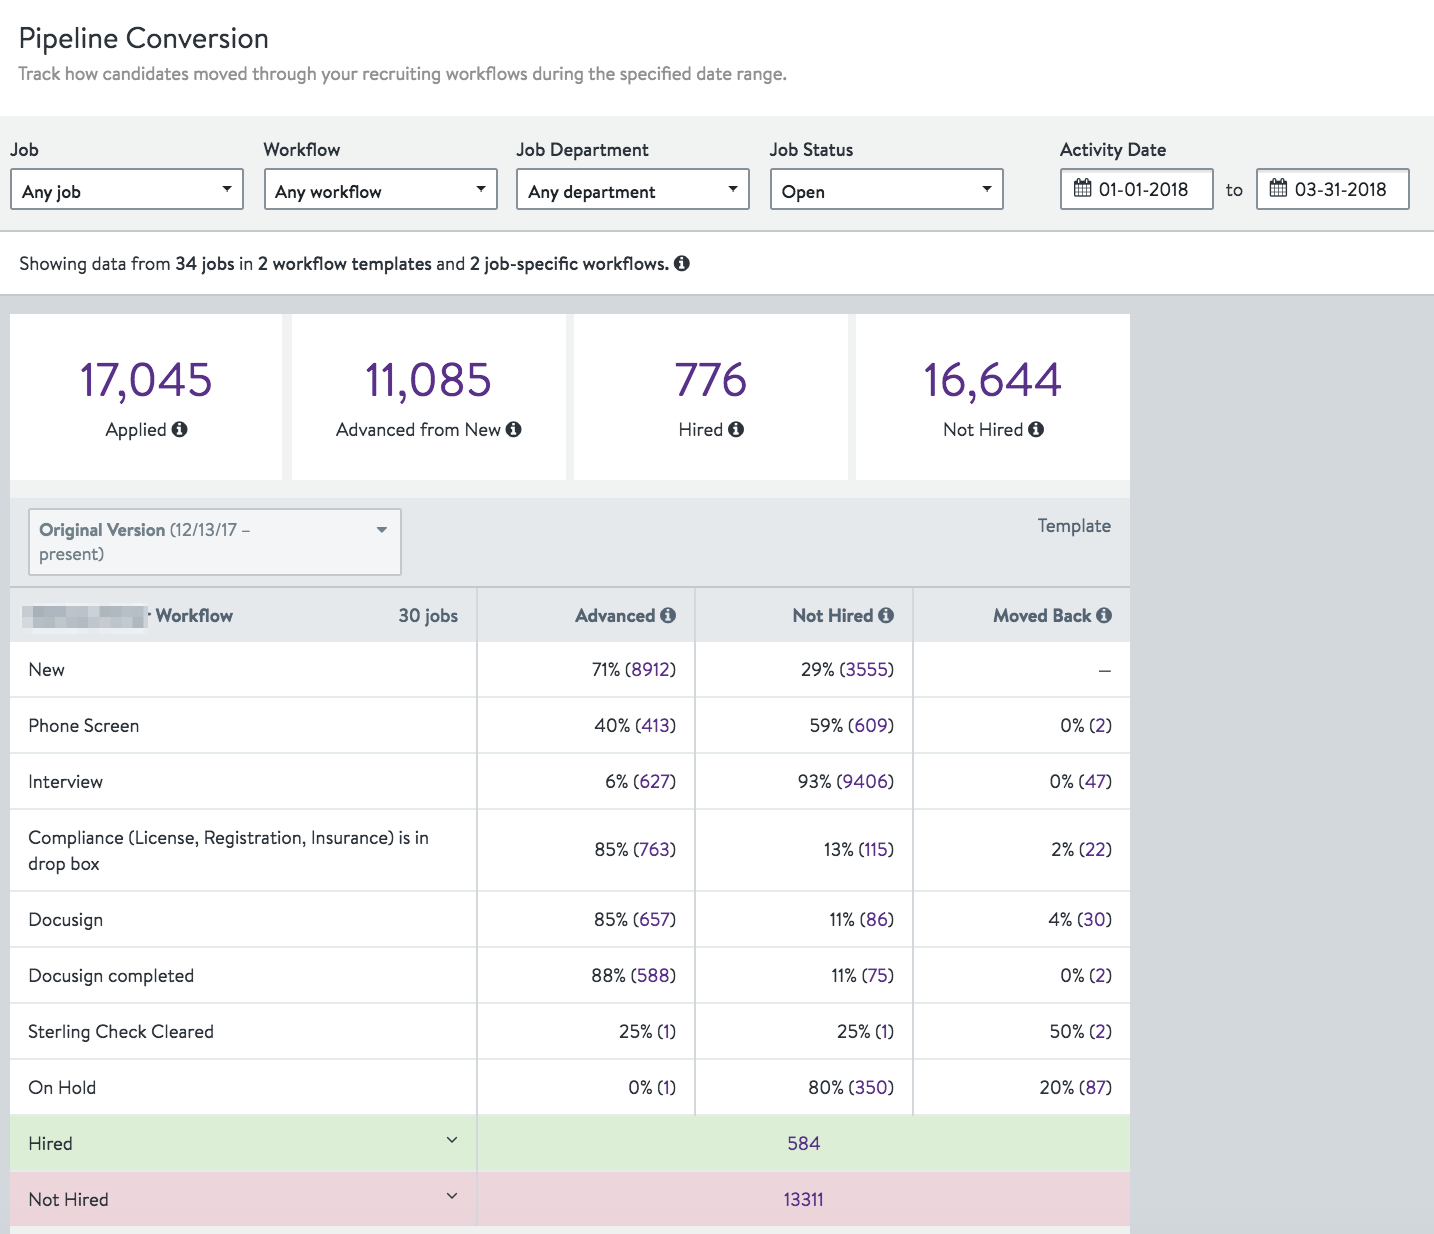 Pipeline Conversion
Track how candidates moved through your recruiting workflows during the specified date range.
Job Workflow Job Department Job Status Activity Date
Any job Any workflow Any department Open 01-01-2018 to 03-31-2018
Showing data from 34 jobs in 2 workflow templates and 2 job-specific workflows.
17,045 11,085 776 16,644
Applied Advanced from New Hired Not Hired
Original Version (12/13/17 –
present)
Template
Workflow 30 jobs Advanced Not Hired Moved Back
New 71% (8912) 29% (3555) —
Phone Screen 40% (413) 59% (609) 0% (2)
Interview 6% (627) 93% (9406) 0% (47)
Compliance (License, Registration, Insurance) is in
drop box 85% (763) 13% (115) 2% (22)
Docusign 85% (657) 11% (86) 4% (30)
Docusign completed 88% (588) 11% (75) 0% (2)
Sterling Check Cleared 25% (1) 25% (1) 50% (2)
On Hold 0% (1) 80% (350) 20% (87)
Hired 584
Not Hired 13311